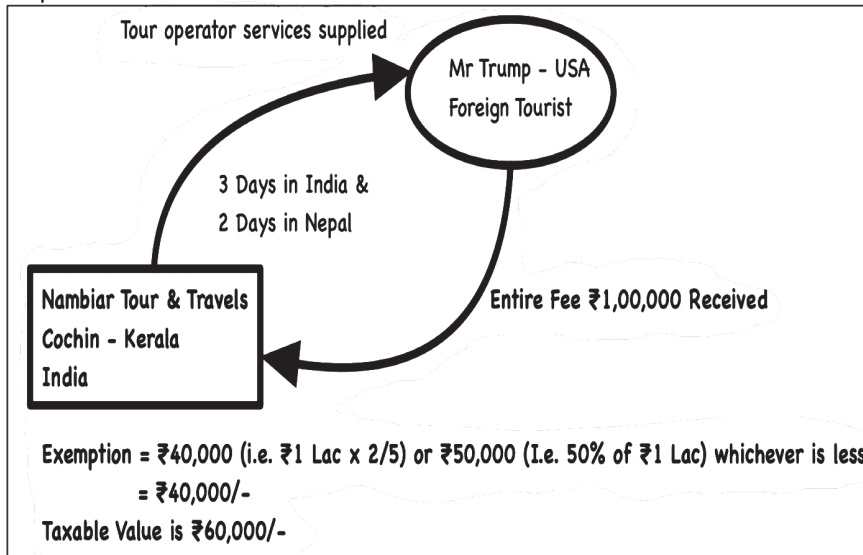 Tour operator services supplied
Mr Trump - USA
Foreign Tourist
3 Days in India &
2 Days in Nepal
Nambiar Tour & Travels
Cochin - Kerala
India
Entire Fee ₹1,00,000 Received
Exemption = ₹40,000 (i.e. ₹1 Lac x 2/5) or ₹50,000 (I.e. 50% of ₹1 Lac) whichever is less
= ₹40,000/-
Taxable Value is ₹60,000/-